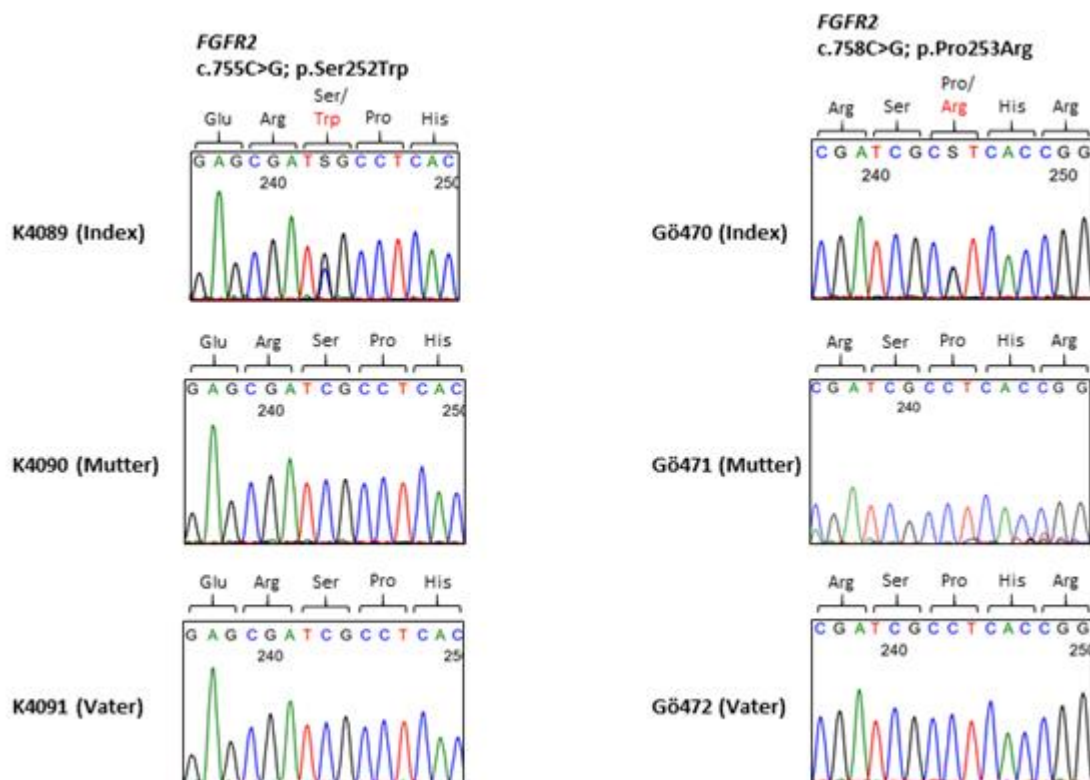 FGFR2
c.755C>G; p.Ser252Trp
Ser/
Glu Arg Trp Pro His
G A G C G A T S G C C T C A C
240 250
K4089 (Index)
Glu Arg Ser Pro His
G A G C G A T C G C C T C A C
240 25
K4090 (Mutter)
Glu Arg Ser Pro His
G A G C G A T C G C C T C A C
240 25
K4091 (Vater)
FGFR2
c.758C>G; p.Pro253Arg
Pro/
Arg Ser Arg His Arg
C G A T C G C S T C A C C G G
240 250
Gö470 (Index)
Arg Ser Pro His Arg
C G A T C G C C T C A C C G G
240
Gö471 (Mutter)
Arg Ser Pro His Arg
C G A T C G C C T C A C C G G
240 250
Gö472 (Vater)